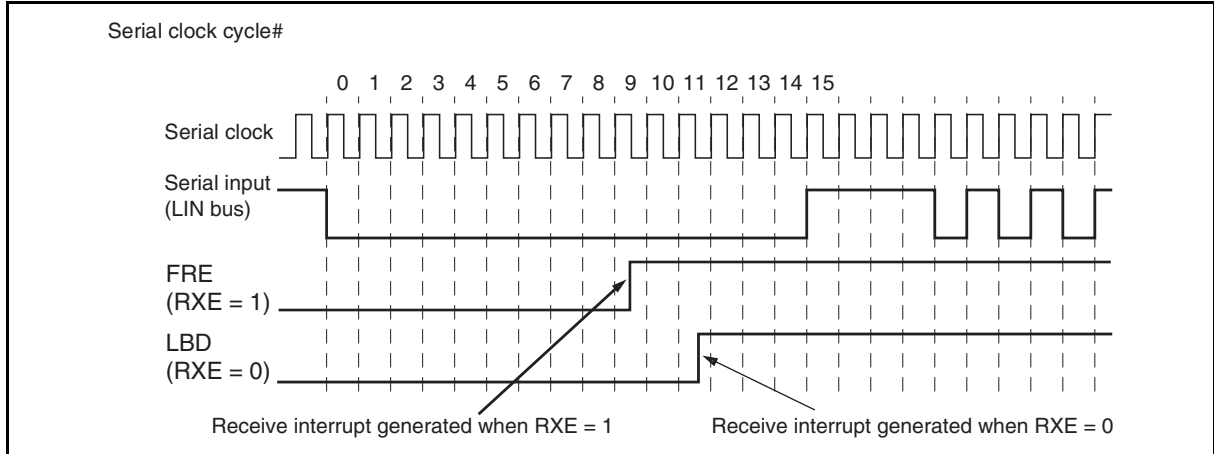 Serial clock cycle#
0 1 2 3 4 5 6 7 8 9 10 11 12 13 14 15
Serial clock
Serial input
(LIN bus)
FRE
(RXE = 1)
LBD
(RXE = 0)
Receive interrupt generated when RXE = 1
Receive interrupt generated when RXE = 0